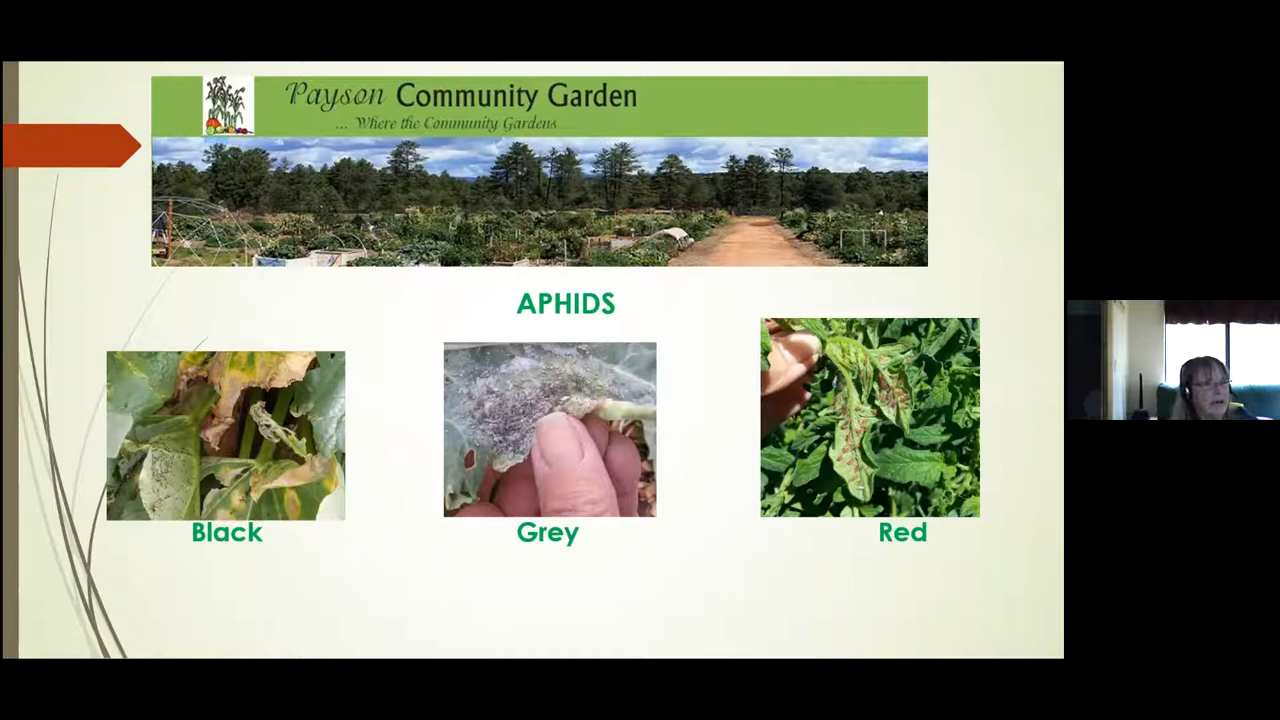 Payson Community Garden
... Where the Community Gardens
APHIDS
Black
Grey
Red